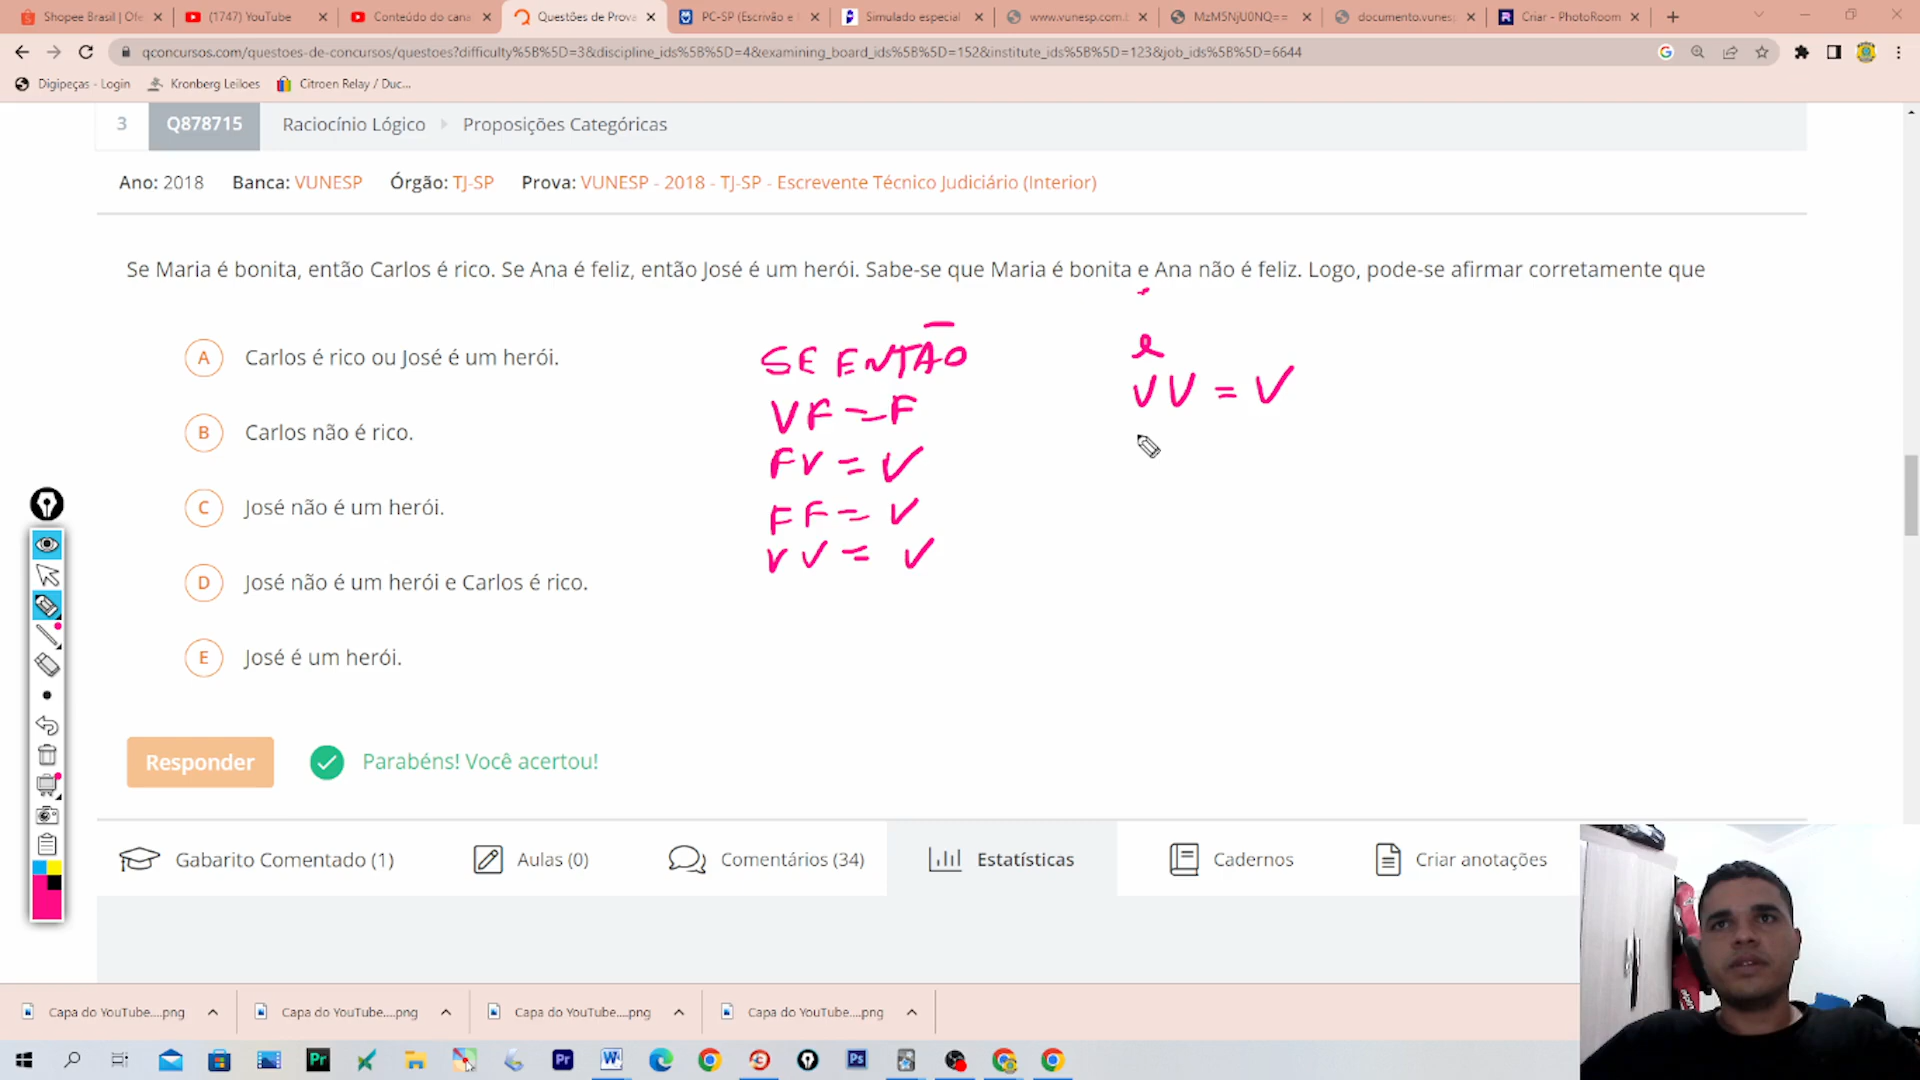 Shopee Brasil | Ofe
(1747) YouTube
Conteúdo do cana
Questões de Prova
PC-SP (Escrivão e I
Simulado especial
www.vunesp.com.b
MzM5NjU0NQ==
documento.vunesp
Criar - PhotoRoom
qconcursos.com/questoes-de-concursos/questoes?difficulty%5B%5D=3&discipline_ids%5B%5D=4&examining_board_ids%5B%5D=152&institute_ids%5B%5D=123&job_ids%5B%5D=6644
Digipeças - Login
Kronberg Leiloes
Citroen Relay / Duc...
3 Q878715 Raciocínio Lógico Proposições Categóricas
Ano: 2018 Banca: VUNESP Órgão: TJ-SP Prova: VUNESP - 2018 - TJ-SP - Escrevente Técnico Judiciário (Interior)
Se Maria é bonita, então Carlos é rico. Se Ana é feliz, então José é um herói. Sabe-se que Maria é bonita e Ana não é feliz. Logo, pode-se afirmar corretamente que
A Carlos é rico ou José é um herói.
B Carlos não é rico.
C José não é um herói.
D José não é um herói e Carlos é rico.
E José é um herói.
SE ENTÃO
VF = F
FV = V
FF = V
VV = V
e
VV = V
Responder
Parabéns! Você acertou!
Gabarito Comentado (1)
Aulas (0)
Comentários (34)
Estatísticas
Cadernos
Criar anotações
Capa do YouTube....png
Capa do YouTube....png
Capa do YouTube....png
Capa do YouTube....png